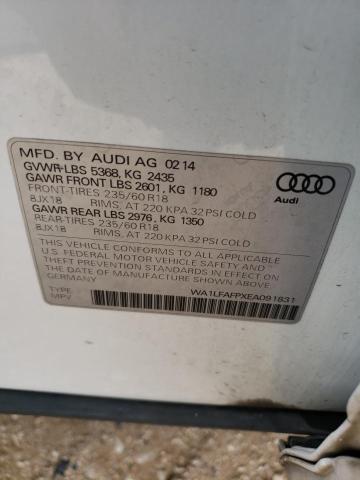 MFD. BY AUDI AG 02 14
GVWR LBS 5368, KG 2435
GAWR FRONT LBS 2601, KG 1180
FRONT-TIRES 235/60 R18
8JX18 RIMS, AT 220 KPA 32 PSI COLD
GAWR REAR LBS 2976, KG 1350
REAR-TIRES 235/60 R18
8JX18 RIMS, AT 220 KPA 32 PSI COLD
THIS VEHICLE CONFORMS TO ALL APPLICABLE
U.S. FEDERAL MOTOR VEHICLE SAFETY AND
THEFT PREVENTION STANDARDS IN EFFECT ON THE
DATE OF MANUFACTURE SHOWN ABOVE
MADE IN GERMANY
TYPE:
MPV
WA1LFAFPXEA091831
Audi